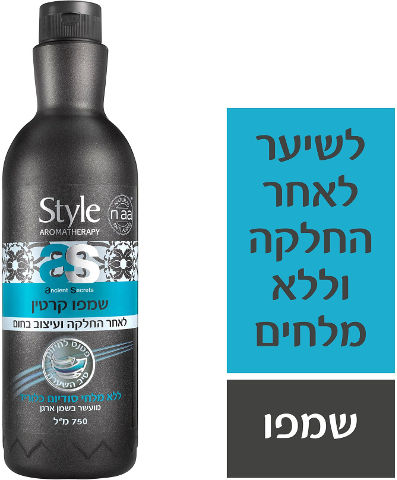 naa
Style
AROMATHERAPY
as
ancient secrets
שמפו קרטין
לאחר החלקה ועיצוב בחום
ללא מלחי סודיום כלוריד
מועשר בשמן ארגן
750 מ"ל
לשיער
לאחר
החלקה
וללא
מלחים
שמפו